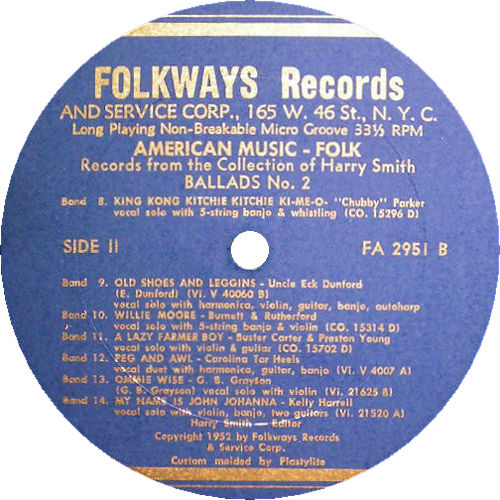 FOLKWAYS Records
AND SERVICE CORP., 165 W. 46 St., N. Y. C.
Long Playing Non-Breakable Micro Groove 33⅓ RPM
AMERICAN MUSIC - FOLK
Records from the Collection of Harry Smith
BALLADS No. 2
Band 8. KING KONG KITCHIE KITCHIE KI-ME-O- "Chubby" Parker
vocal solo with 5-string banjo & whistling (CO. 15296 D)
SIDE II FA 2951 B
Band 9. OLD SHOES AND LEGGINS - Uncle Eck Dunford
(E. Dunford) (Vi. V 40060 B)
vocal solo with harmonica, violin, guitar, banjo, autoharp
Band 10. WILLIE MOORE - Burnett & Rutherford
vocal solo with 5-string banjo & violin (CO. 15314 D)
Band 11. A LAZY FARMER BOY - Buster Carter & Preston Young
vocal solo with violin & guitar (CO. 15702 D)
Band 12. PEG AND AWL - Carolina Tar Heels
vocal duet with harmonica, guitar, banjo (Vi. V 4007 A)
Band 13. OMMIE WISE - G. B. Grayson
(G. B. Grayson) vocal solo with violin (Vi. 21625 B)
Band 14. MY NAME IS JOHN JOHANNA - Kelly Harrell
vocal solo with violin, banjo, two guitars (Vi. 21520 A)
Harry Smith — Editor
Copyright 1952 by Folkways Records
& Service Corp.
Custom molded by Plastylite